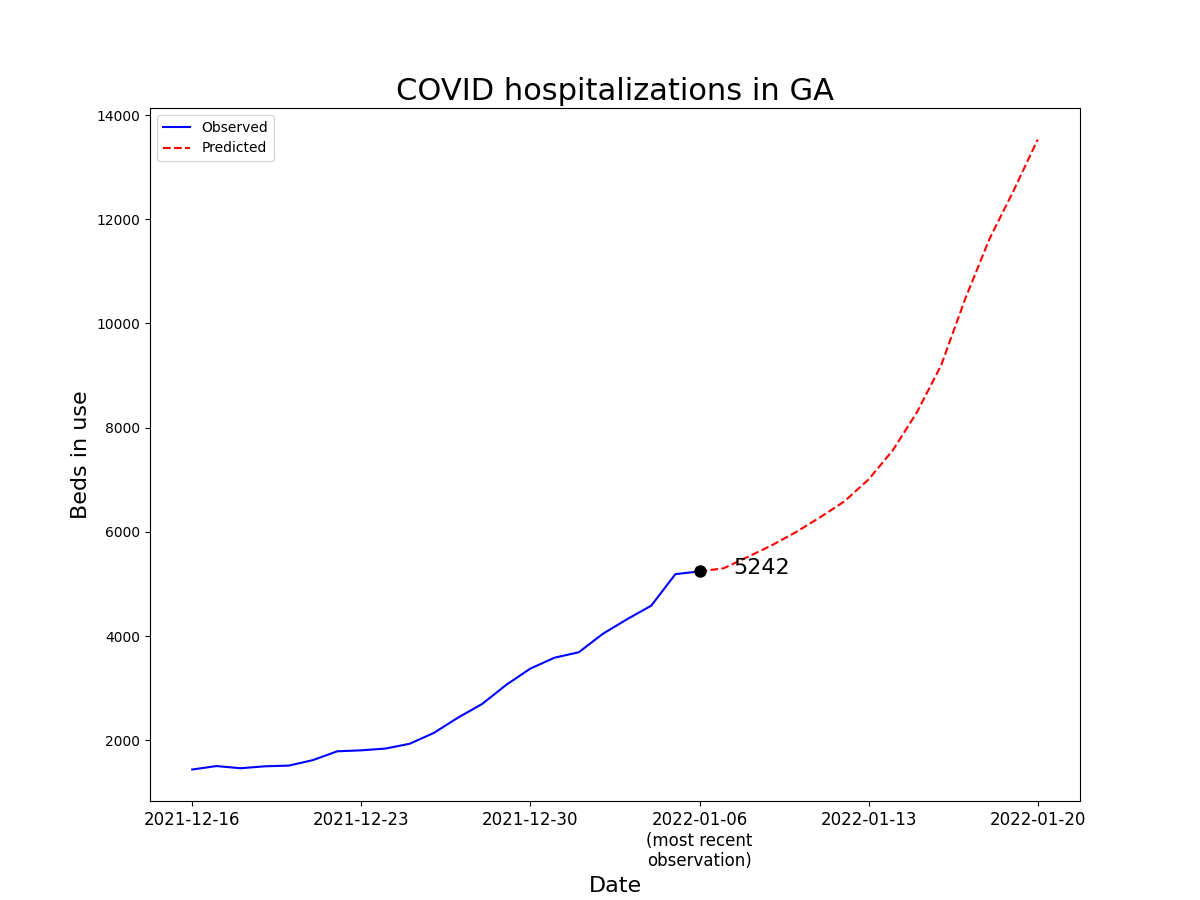 COVID hospitalizations in GA
14000
12000
10000
8000
6000
4000
2000
Beds in use
Observed
Predicted
5242
2021-12-16
2021-12-23
2021-12-30
2022-01-06
(most recent
observation)
2022-01-13
2022-01-20
Date